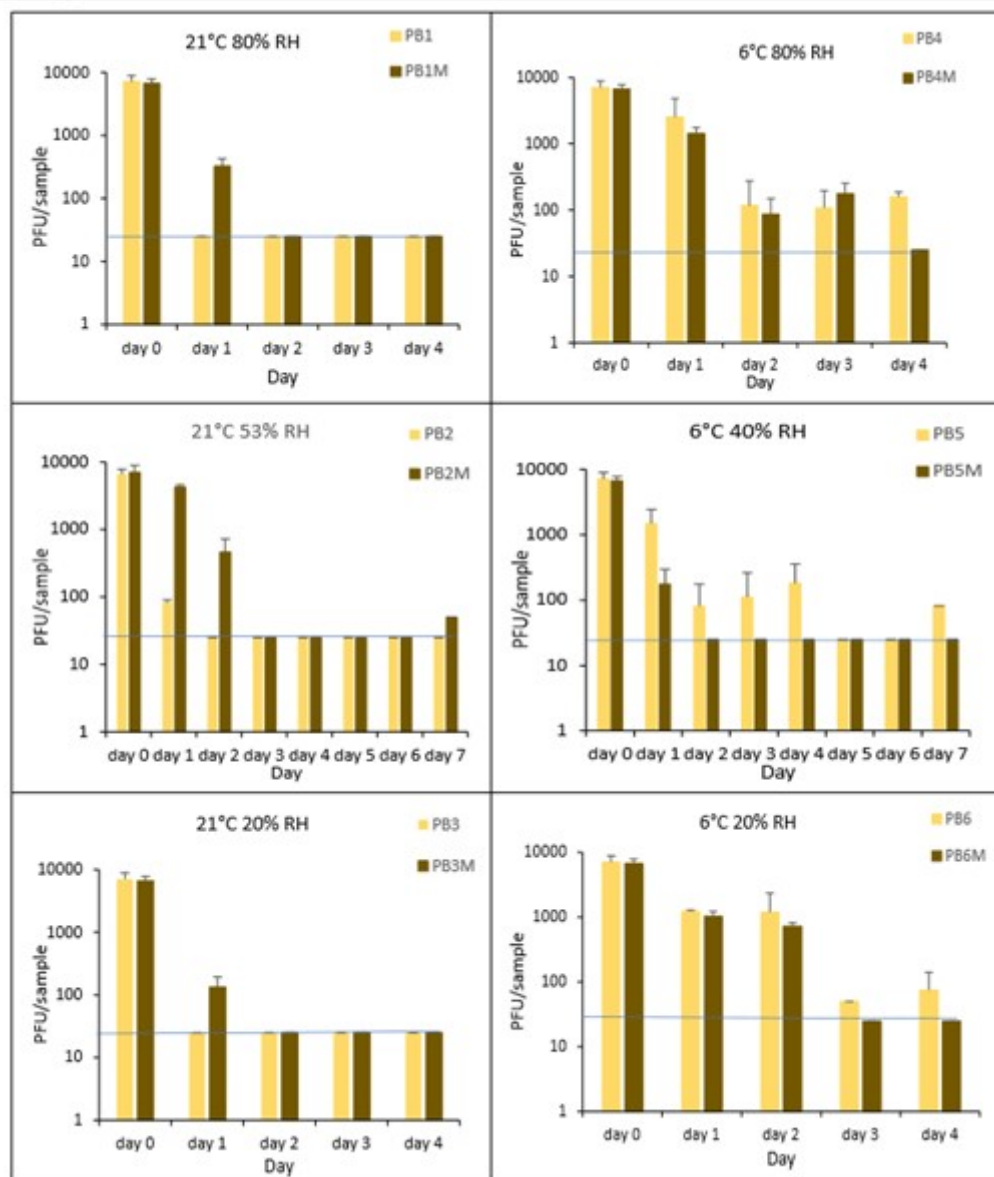 21°C 80% RH
PB1
PB1M
10000
1000
100
10
1
PFU/sample
day 0 day 1 day 2 day 3 day 4
Day
6°C 80% RH
PB4
PB4M
10000
1000
100
10
1
PFU/sample
day 0 day 1 day 2 day 3 day 4
Day
21°C 53% RH
PB2
PB2M
10000
1000
100
10
1
PFU/sample
day 0 day 1 day 2 day 3 day 4 day 5 day 6 day 7
Day
6°C 40% RH
PB5
PB5M
10000
1000
100
10
1
PFU/sample
day 0 day 1 day 2 day 3 day 4 day 5 day 6 day 7
Day
21°C 20% RH
PB3
PB3M
10000
1000
100
10
1
PFU/sample
day 0 day 1 day 2 day 3 day 4
Day
6°C 20% RH
PB6
PB6M
10000
1000
100
10
1
PFU/sample
day 0 day 1 day 2 day 3 day 4
Day